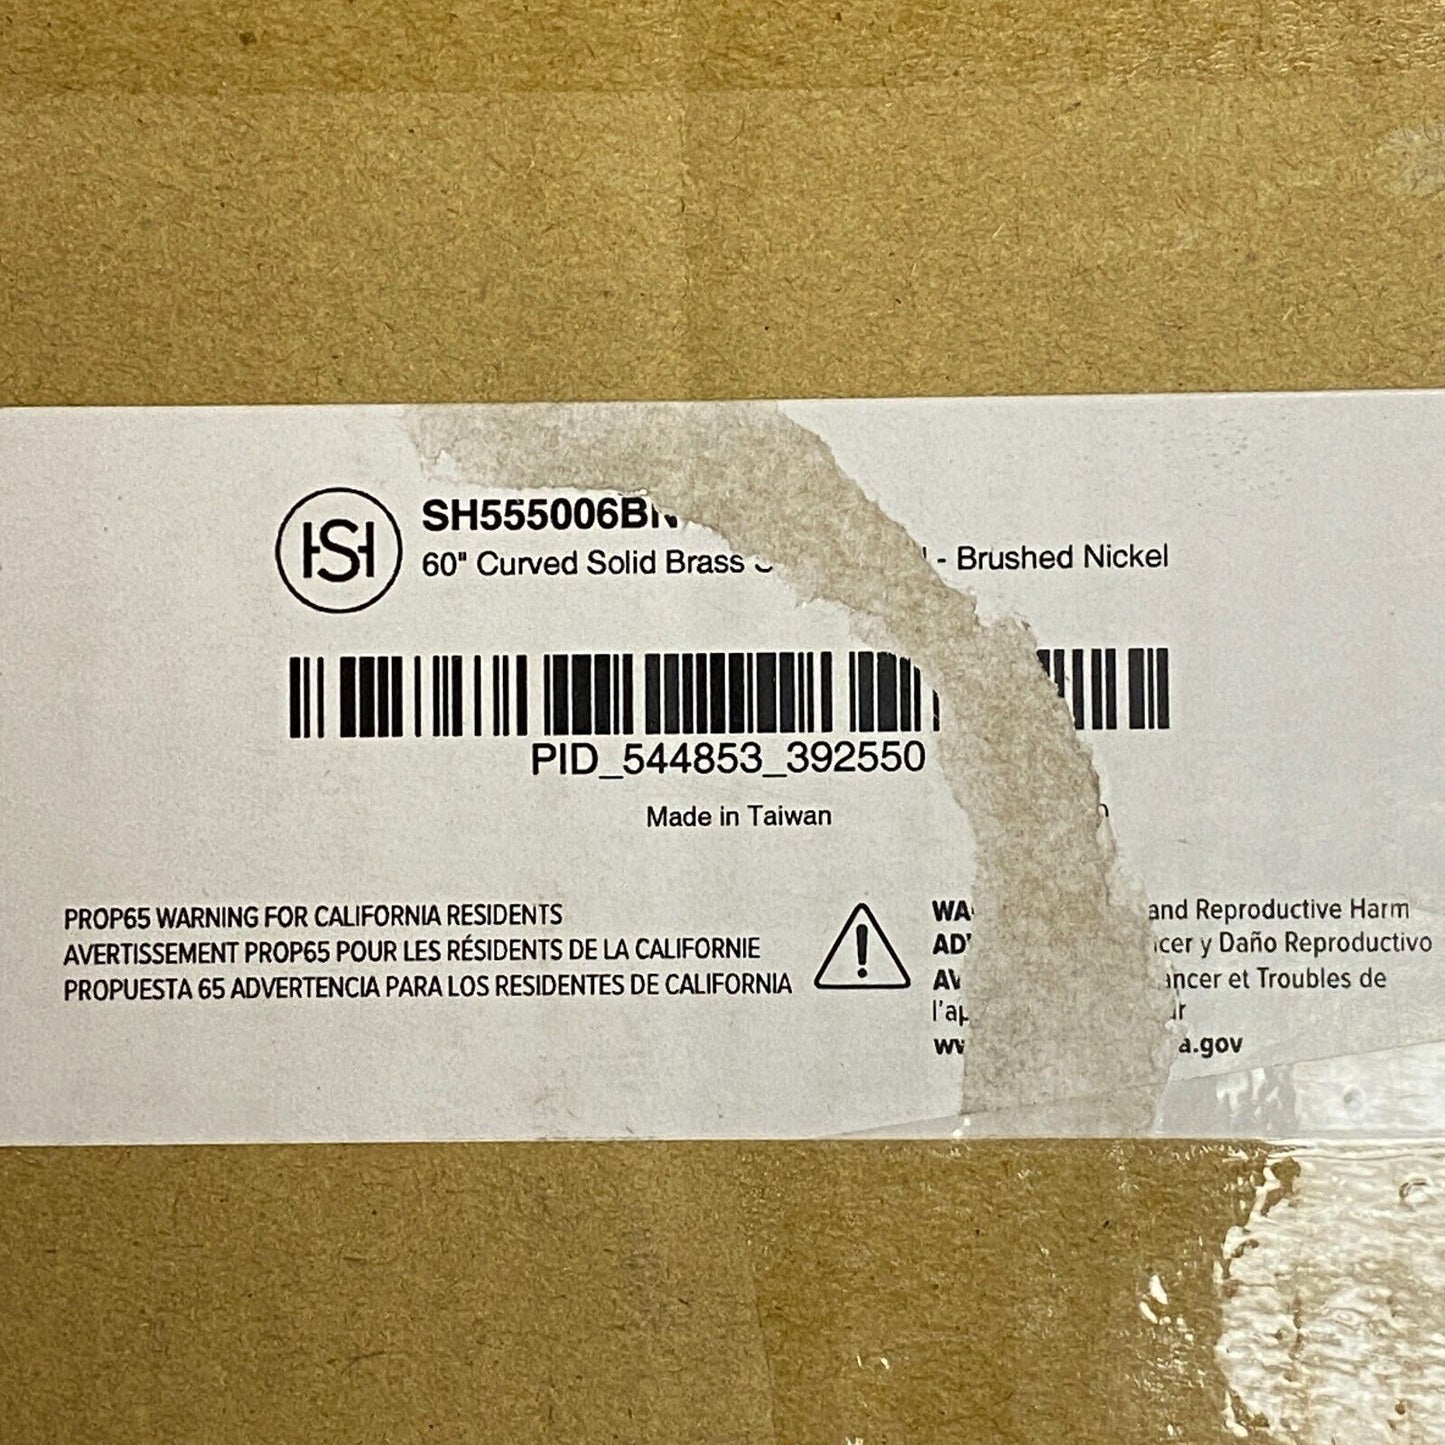 HSH
SH555006BN
60" Curved Solid Brass - Brushed Nickel
PID_544853_392550
Made in Taiwan
PROP65 WARNING FOR CALIFORNIA RESIDENTS
AVERTISSEMENT PROP65 POUR LES RÉSIDENTS DE LA CALIFORNIE
PROPUESTA 65 ADVERTENCIA PARA LOS RESIDENTES DE CALIFORNIA
and Reproductive Harm
y Daño Reproductivo
et Troubles de